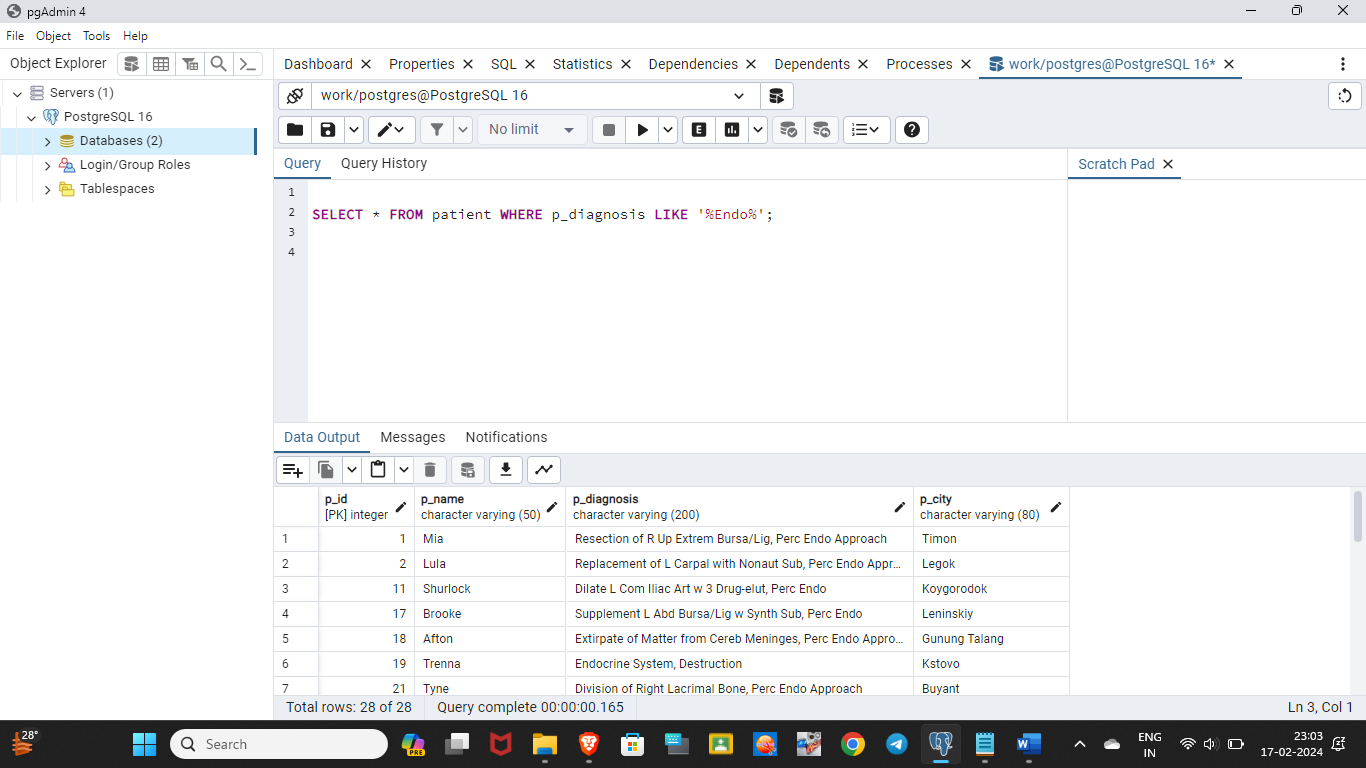 pgAdmin 4
File Object Tools Help
Object Explorer
Dashboard Properties SQL Statistics Dependencies Dependents Processes work/postgres@PostgreSQL 16*
Servers (1)
PostgreSQL 16
Databases (2)
Login/Group Roles
Tablespaces
work/postgres@PostgreSQL 16
No limit
E
Query Query History
Scratch Pad
1
2 SELECT * FROM patient WHERE p_diagnosis LIKE '%Endo%';
3
4
Data Output Messages Notifications
p_id p_name p_diagnosis p_city
[PK] integer character varying (50) character varying (200) character varying (80)
1 1 Mia Resection of R Up Extrem Bursa/Lig, Perc Endo Approach Timon
2 2 Lula Replacement of L Carpal with Nonaut Sub, Perc Endo Appr... Legok
3 11 Shurlock Dilate L Com Iliac Art w 3 Drug-elut, Perc Endo Koygorodok
4 17 Brooke Supplement L Abd Bursa/Lig w Synth Sub, Perc Endo Leninskiy
5 18 Afton Extirpate of Matter from Cereb Meninges, Perc Endo Appro... Gunung Talang
6 19 Trenna Endocrine System, Destruction Kstovo
7 21 Tyne Division of Right Lacrimal Bone, Perc Endo Approach Buyant
Total rows: 28 of 28 Query complete 00:00:00.165 Ln 3, Col 1
28°
Search
PRE
ENG
IN
23:03
17-02-2024